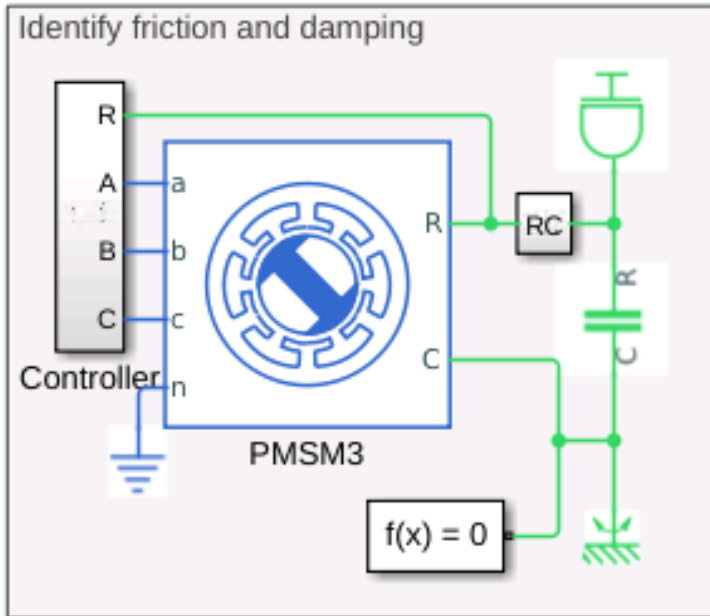 Identify friction and damping
R
A
B
C
Controller
a
b
c
n
R
C
PMSM3
RC
R
C
f(x) = 0